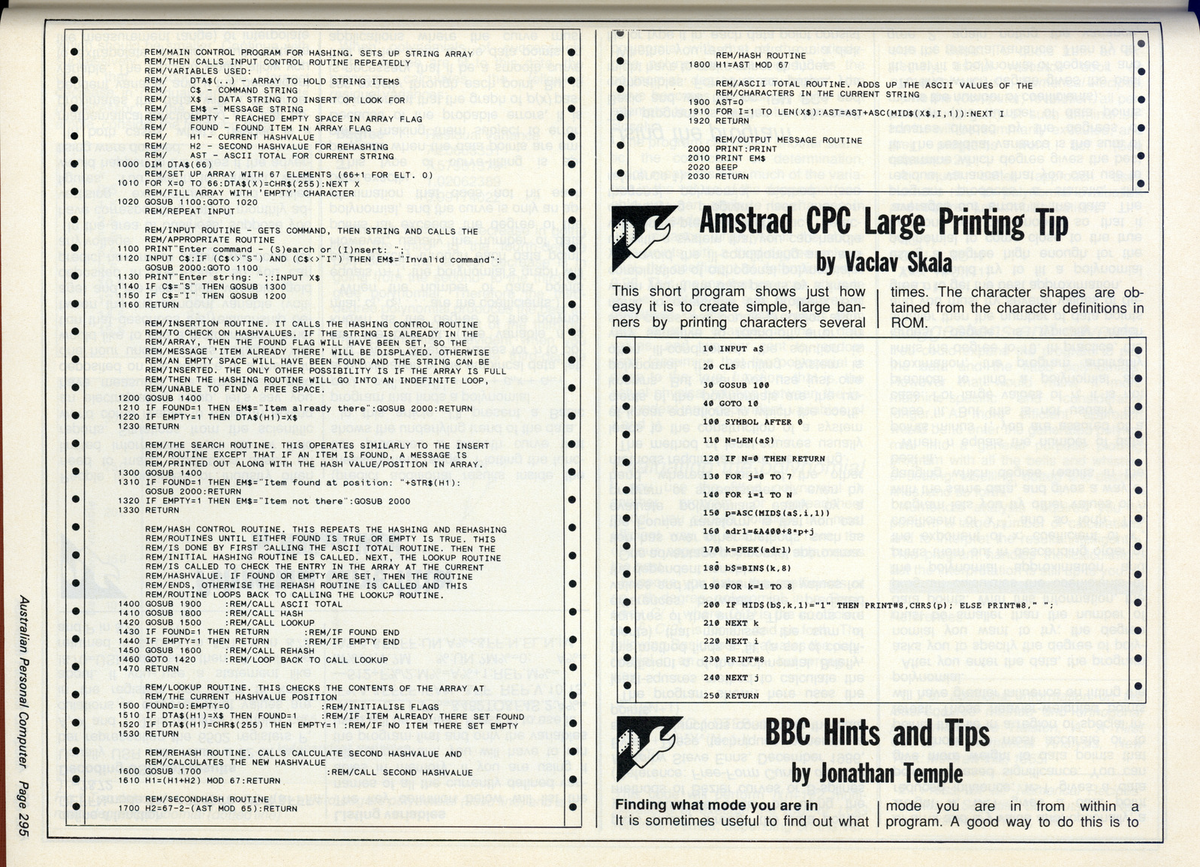 REM/MAIN CONTROL PROGRAM FOR HASHING. SETS UP STRING ARRAY
REM/THEN CALLS INPUT CONTROL ROUTINE REPEATEDLY
REM/VARIABLES USED:
REM/ DTA$(..) - ARRAY TO HOLD STRING ITEMS
REM/ C$ - COMMAND STRING
REM/ X$ - DATA STRING TO INSERT OR LOOK FOR
REM/ EM$ - MESSAGE STRING
REM/ EMPTY - REACHED EMPTY SPACE IN ARRAY FLAG
REM/ FOUND - FOUND ITEM IN ARRAY FLAG
REM/ H1 - CURRENT HASHVALUE
REM/ H2 - SECOND HASHVALUE FOR REHASHING
REM/ AST - ASCII TOTAL FOR CURRENT STRING
1000 DIM DTA$(66)
REM/SET UP ARRAY WITH 67 ELEMENTS (66+1 FOR ELT. 0)
1010 FOR X=0 TO 66:DTA$(X)=CHR$(255):NEXT X
REM/FILL ARRAY WITH 'EMPTY' CHARACTER
1020 GOSUB 1100:GOTO 1020
REM/REPEAT INPUT
REM/INPUT ROUTINE - GETS COMMAND, THEN STRING AND CALLS THE
REM/APPROPRIATE ROUTINE
1100 PRINT"Enter command - (S)earch or (I)nsert: ";
1120 INPUT C$:IF (C$<>"S") AND (C$<>"I") THEN EM$="Invalid command":
GOSUB 2000:GOTO 1100
1130 PRINT"Enter string: "::INPUT X$
1140 IF C$="S" THEN GOSUB 1300
1150 IF C$="I" THEN GOSUB 1200
1160 RETURN
REM/INSERTION ROUTINE. IT CALLS THE HASHING CONTROL ROUTINE
REM/TO CHECK ON HASHVALUES. IF THE STRING IS ALREADY IN THE
REM/ARRAY, THEN THE FOUND FLAG WILL HAVE BEEN SET, SO THE
REM/MESSAGE 'ITEM ALREADY THERE' WILL BE DISPLAYED. OTHERWISE
REM/AN EMPTY SPACE WILL HAVE BEEN FOUND AND THE STRING CAN BE
REM/INSERTED. THE ONLY OTHER POSSIBILITY IS IF THE ARRAY IS FULL
REM/THEN THE HASHING ROUTINE WILL GO INTO AN INDEFINITE LOOP,
REM/UNABLE TO FIND A FREE SPACE.
1200 GOSUB 1400
1210 IF FOUND=1 THEN EM$="Item already there":GOSUB 2000:RETURN
1220 IF EMPTY=1 THEN DTA$(H1)=X$
1230 RETURN
REM/THE SEARCH ROUTINE. THIS OPERATES SIMILARLY TO THE INSERT
REM/ROUTINE EXCEPT THAT IF AN ITEM IS FOUND, A MESSAGE IS
REM/PRINTED OUT ALONG WITH THE HASH VALUE/POSITION IN ARRAY.
1300 GOSUB 1400
1310 IF FOUND=1 THEN EM$="Item found at position: "+STR$(H1):
GOSUB 2000:RETURN
1320 IF EMPTY=1 THEN EM$="Item not there":GOSUB 2000
1330 RETURN
REM/HASH CONTROL ROUTINE. THIS REPEATS THE HASHING AND REHASHING
REM/ROUTINES UNTIL EITHER FOUND IS TRUE OR EMPTY IS TRUE. THIS
REM/IS DONE BY FIRST CALLING THE ASCII TOTAL ROUTINE. THEN THE
REM/INITIAL HASHING ROUTINE IS CALLED. NEXT, THE LOOKUP ROUTINE
REM/IS CALLED TO CHECK THE ENTRY IN THE ARRAY AT THE CURRENT
REM/HASHVALUE. IF FOUND OR EMPTY ARE SET, THEN THE ROUTINE
REM/ENDS, OTHERWISE THE REHASH ROUTINE IS CALLED AND THIS
REM/ROUTINE LOOPS BACK TO CALLING THE LOOKUP ROUTINE.
1400 GOSUB 1900 :REM/CALL ASCII TOTAL
1410 GOSUB 1800 :REM/CALL HASH
1420 GOSUB 1500 :REM/CALL LOOKUP
1430 IF FOUND=1 THEN RETURN :REM/IF FOUND END
1440 IF EMPTY=1 THEN RETURN :REM/IF EMPTY END
1450 GOSUB 1600 :REM/CALL REHASH
1460 GOTO 1420 :REM/LOOP BACK TO CALL LOOKUP
1470 RETURN
REM/LOOKUP ROUTINE. THIS CHECKS THE CONTENTS OF THE ARRAY AT
REM/THE CURRENT HASHVALUE POSITION
1500 FOUND=0:EMPTY=0 :REM/INITIALISE FLAGS
1510 IF DTA$(H1)=X$ THEN FOUND=1 :REM/IF ITEM ALREADY THERE SET FOUND
1520 IF DTA$(H1)=CHR$(255) THEN EMPTY=1 :REM/IF NO ITEM THERE SET EMPTY
1530 RETURN
REM/REHASH ROUTINE. CALLS CALCULATE SECOND HASHVALUE AND
REM/CALCULATES THE NEW HASHVALUE
1600 GOSUB 1700 :REM/CALL SECOND HASHVALUE
1610 H1=(H1+H2) MOD 67:RETURN
REM/SECONDHASH ROUTINE
1700 H2=67-2-(AST MOD 65):RETURN
REM/HASH ROUTINE
1800 H1=AST MOD 67
REM/ASCII TOTAL ROUTINE, ADDS UP THE ASCII VALUES OF THE
REM/CHARACTERS IN THE CURRENT STRING
1900 AST=0
1910 FOR I=1 TO LEN(X$):AST=AST+ASC(MID$(X$,I,1)):NEXT I
1920 RETURN
REM/OUTPUT MESSAGE ROUTINE
2000 PRINT:PRINT
2010 PRINT EM$
2020 BEEP
2030 RETURN
Amstrad CPC Large Printing Tip
by Vaclav Skala
This short program shows just how
easy it is to create simple, large ban-
ners by printing characters several
times. The character shapes are ob-
tained from the character definitions in
ROM.
10 INPUT a$
20 CLS
30 GOSUB 100
40 GOTO 10
100 SYMBOL AFTER 0
110 N=LEN(a$)
120 IF N=0 THEN RETURN
130 FOR j=0 TO 7
140 FOR i=1 TO N
150 p=ASC(MID$(a$,i,1))
160 adr1=&A400+8*p+j
170 k=PEEK(adr1)
180 b$=BIN$(k,8)
190 FOR k=1 TO 8
200 IF MID$(b$,k,1)="1" THEN PRINT#8,CHR$(p); ELSE PRINT#8," ";
210 NEXT k
220 NEXT i
230 PRINT#8
240 NEXT j
250 RETURN
BBC Hints and Tips
by Jonathan Temple
Finding what mode you are in
It is sometimes useful to find out what
mode you are in from within a
program. A good way to do this is to
Australian Personal Computer Page 295